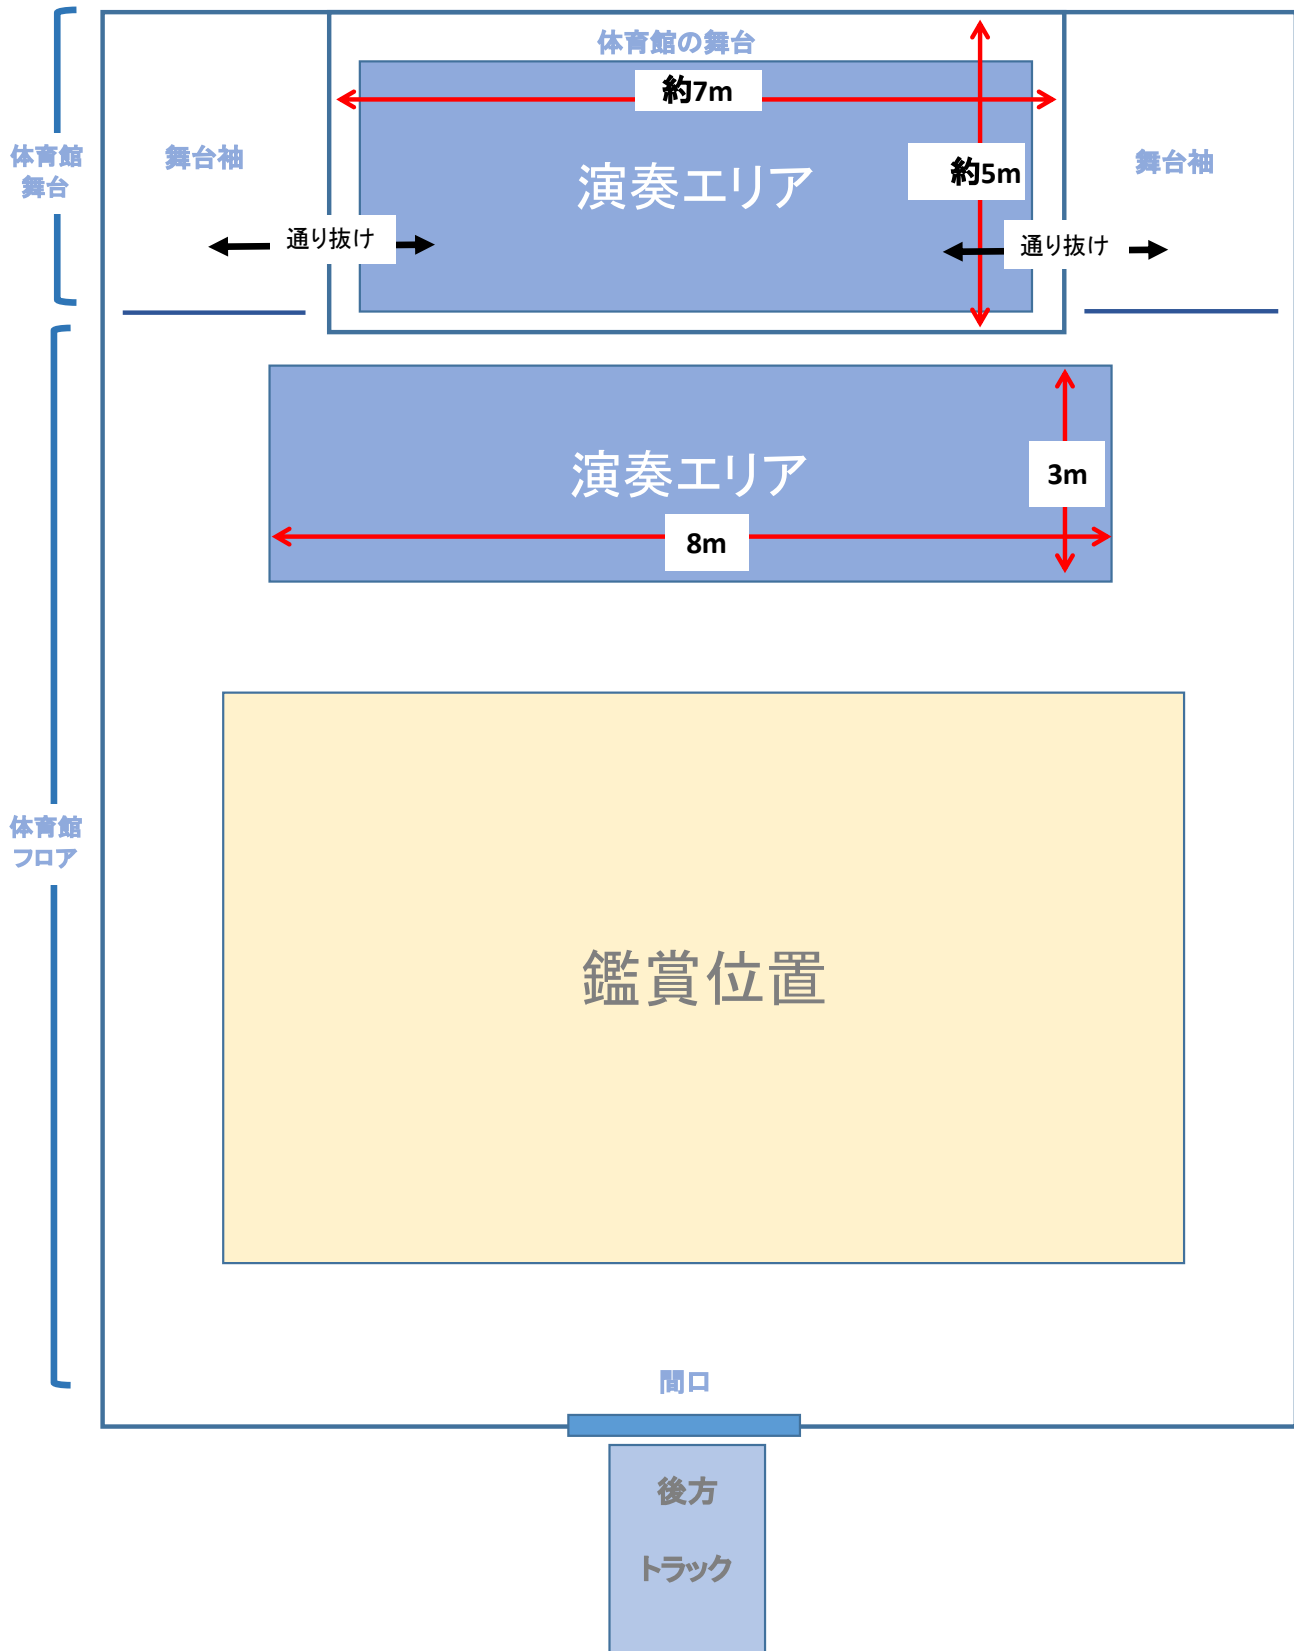 体育館の舞台
約7m
体育館
舞台
舞台袖
演奏エリア
約5m
舞台袖
通り抜け
通り抜け
演奏エリア
3m
8m
体育館
フロア
鑑賞位置
間口
後方
トラック